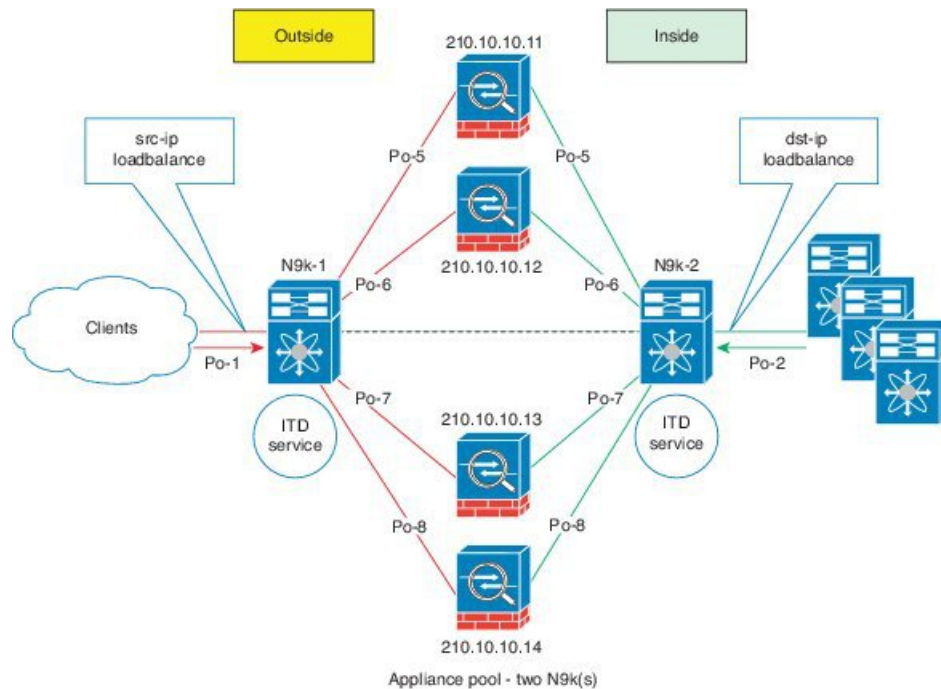 Outside
210.10.10.11
Inside
src-ip
loadbalance
dst-ip
loadbalance
Po-5
Po-5
N9k-1
Po-6
210.10.10.12
Po-6
N9k-2
Clients
Po-1
Po-2
ITD
service
Po-7
210.10.10.13
Po-7
ITD
service
Po-8
Po-8
210.10.10.14
Appliance pool - two N9k(s)